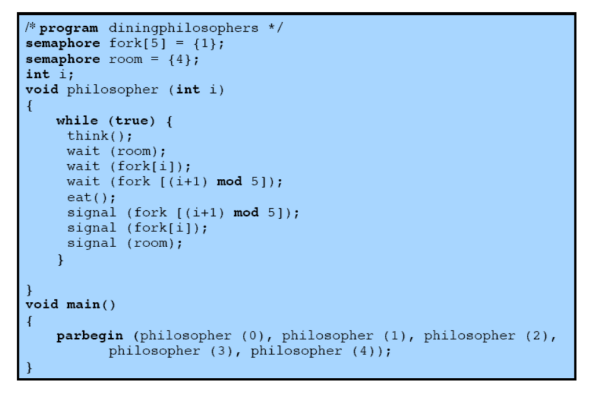 /* program diningphilosophers */
semaphore fork[5] = {1};
semaphore room = {4};
int i;
void philosopher (int i)
{
    while (true) {
     think();
     wait (room);
     wait (fork[i]);
     wait (fork [(i+1) mod 5]);
     eat();
     signal (fork [(i+1) mod 5]);
     signal (fork[i]);
     signal (room);
    }
}
void main()
{
    parbegin (philosopher (0), philosopher (1), philosopher (2),
          philosopher (3), philosopher (4));
}